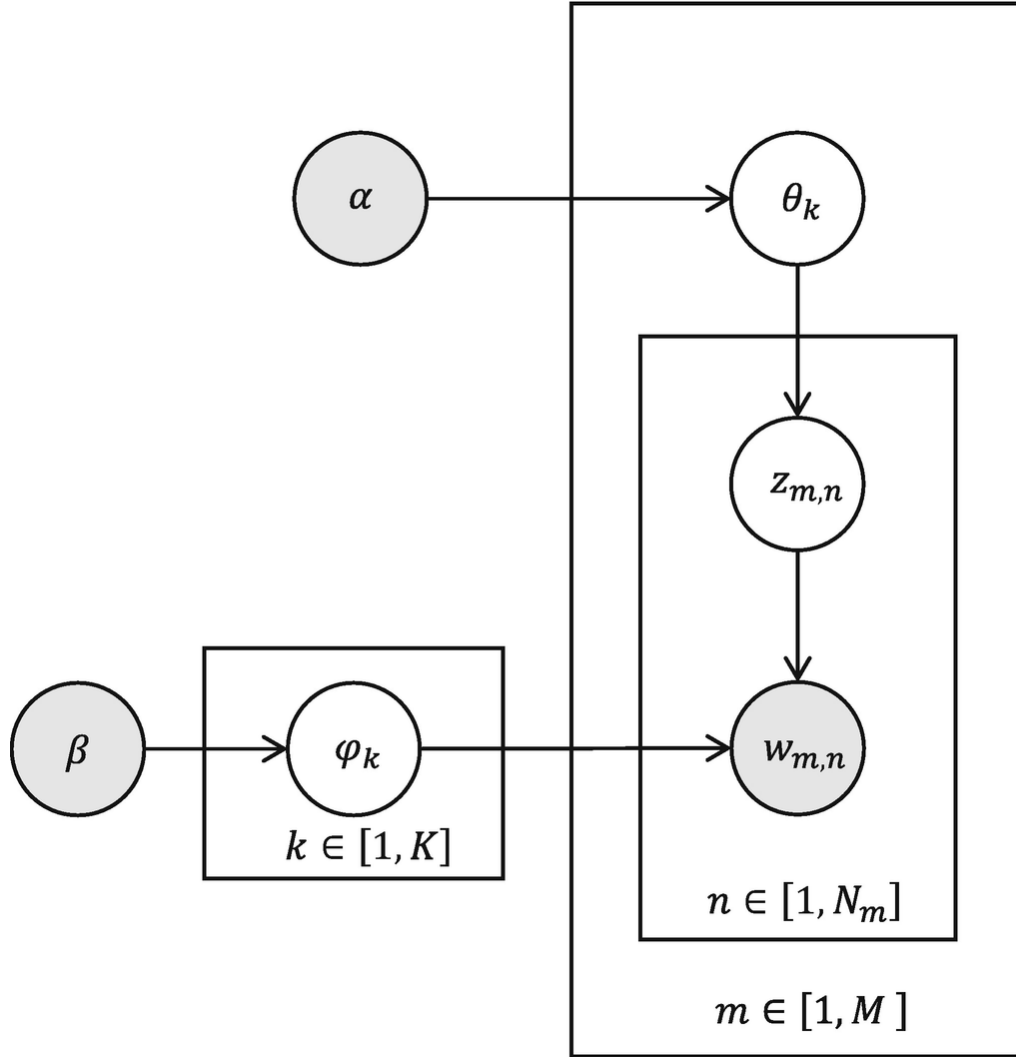 α
θ_k
z_{m,n}
β
φ_k
w_{m,n}
k ∈ [1, K]
n ∈ [1, N_m]
m ∈ [1, M ]